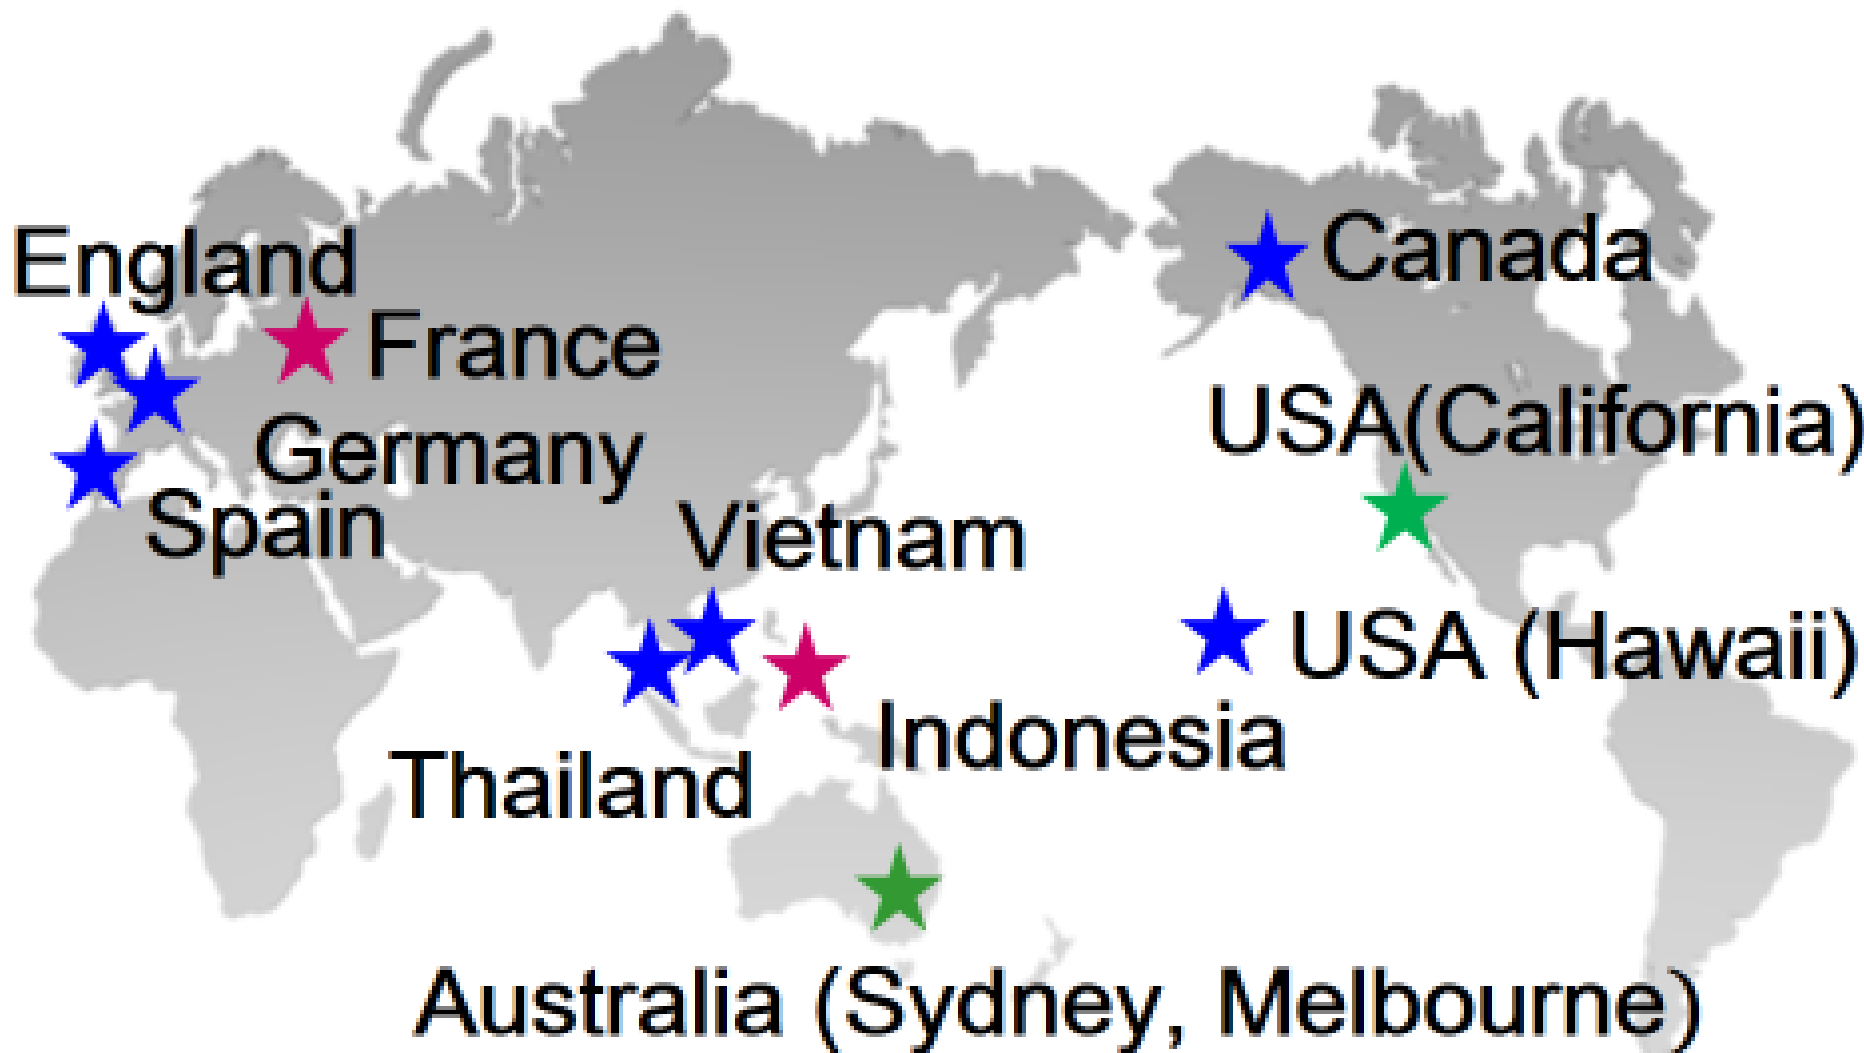 England
Canada
France
USA(California)
Germany
Spain
Vietnam
USA (Hawaii)
Indonesia
Thailand
Australia (Sydney, Melbourne)